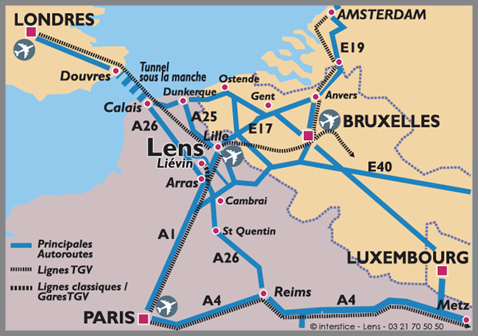 AMSTERDAM
LONDRES
E19
Douvres
Tunnel
sous la manche
Ostende
Dunkerque
Gent
Anvers
Calais
A25
E17
BRUXELLES
A26
Lille
Lens
Liévin
E40
Arras
Cambrai
A1
St Quentin
Principales
Autoroutes
A26
LUXEMBOURG
Lignes TGV
Lignes classiques /
Gares TGV
Reims
Metz
PARIS
A4
A4
© interstice - Lens - 03 21 70 50 50